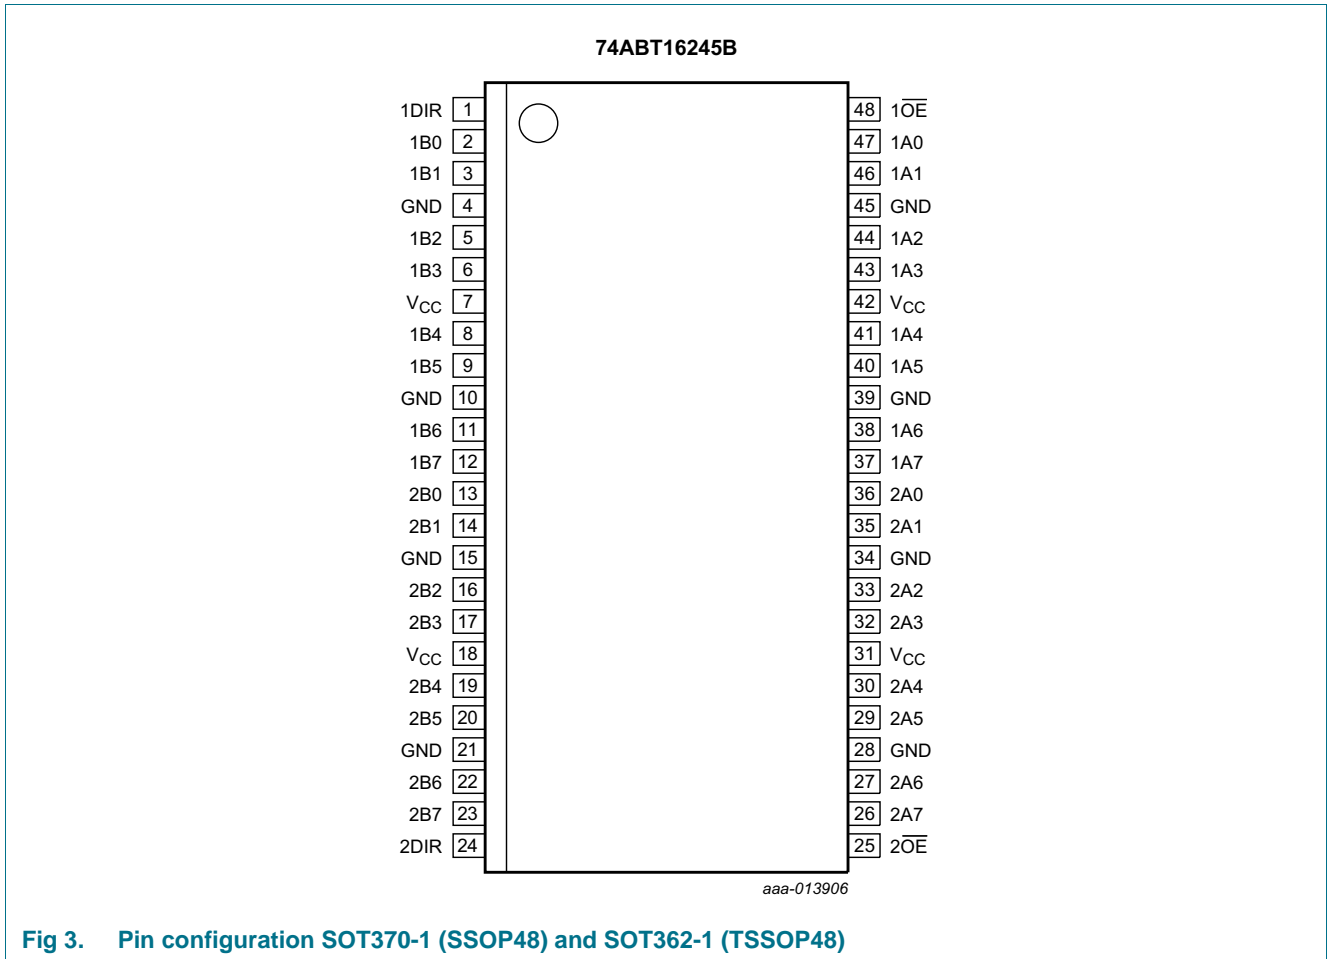 74ABT16245B
1DIR 1 48 1O̅E̅
1B0 2 47 1A0
1B1 3 46 1A1
GND 4 45 GND
1B2 5 44 1A2
1B3 6 43 1A3
VCC 7 42 VCC
1B4 8 41 1A4
1B5 9 40 1A5
GND 10 39 GND
1B6 11 38 1A6
1B7 12 37 1A7
2B0 13 36 2A0
2B1 14 35 2A1
GND 15 34 GND
2B2 16 33 2A2
2B3 17 32 2A3
VCC 18 31 VCC
2B4 19 30 2A4
2B5 20 29 2A5
GND 21 28 GND
2B6 22 27 2A6
2B7 23 26 2A7
2DIR 24 25 2O̅E̅
aaa-013906
Fig 3. Pin configuration SOT370-1 (SSOP48) and SOT362-1 (TSSOP48)